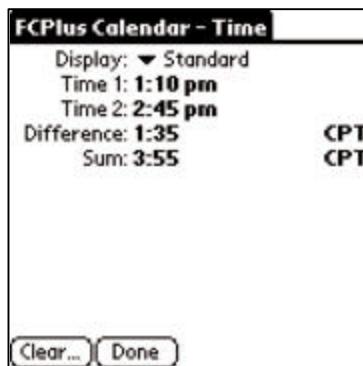 FCPlus Calendar – Time
Display: Standard
Time 1: 1:10 pm
Time 2: 2:45 pm
Difference: 1:35 CPT
Sum: 3:55 CPT
Clear... Done